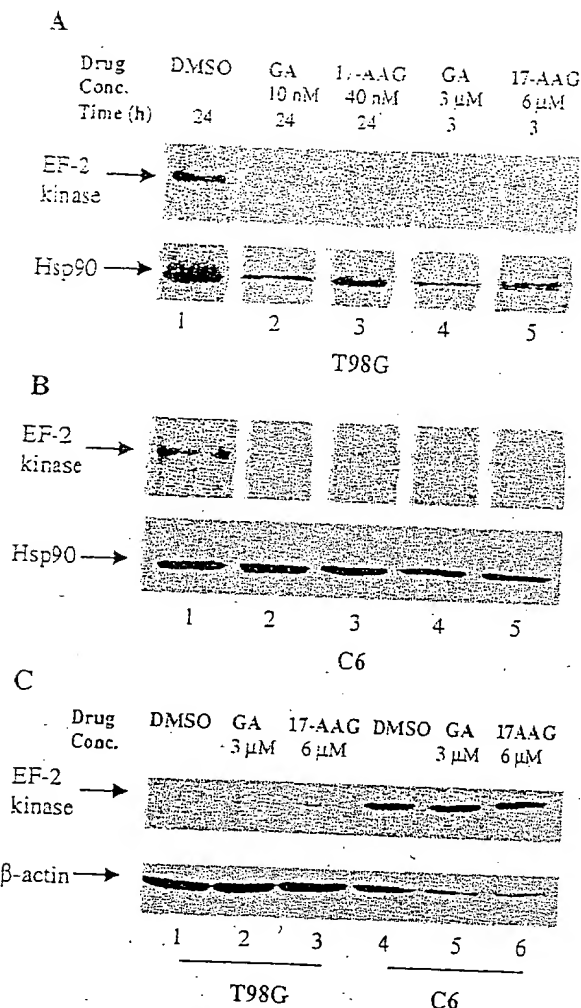 A
Drug DMSO GA 17-AAG GA 17-AAG
Conc. 10 nM 40 nM 3 µM 6 µM
Time (h) 24 24 24 3 3
EF-2
kinase
Hsp90
1 2 3 4 5
T98G
B
EF-2
kinase
Hsp90
1 2 3 4 5
C6
C
Drug DMSO GA 17-AAG DMSO GA 17AAG
Conc. 3 µM 6 µM 3 µM 6 µM
EF-2
kinase
β-actin
1 2 3 4 5 6
T98G C6